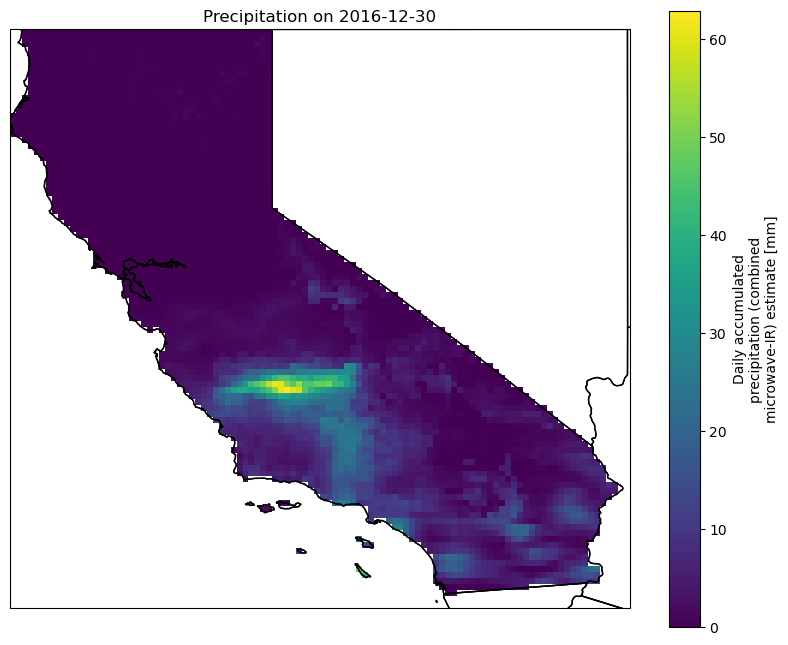 Precipitation on 2016-12-30
60
50
40
30
20
10
0
Daily accumulated
precipitation (combined
microwave-IR) estimate [mm]